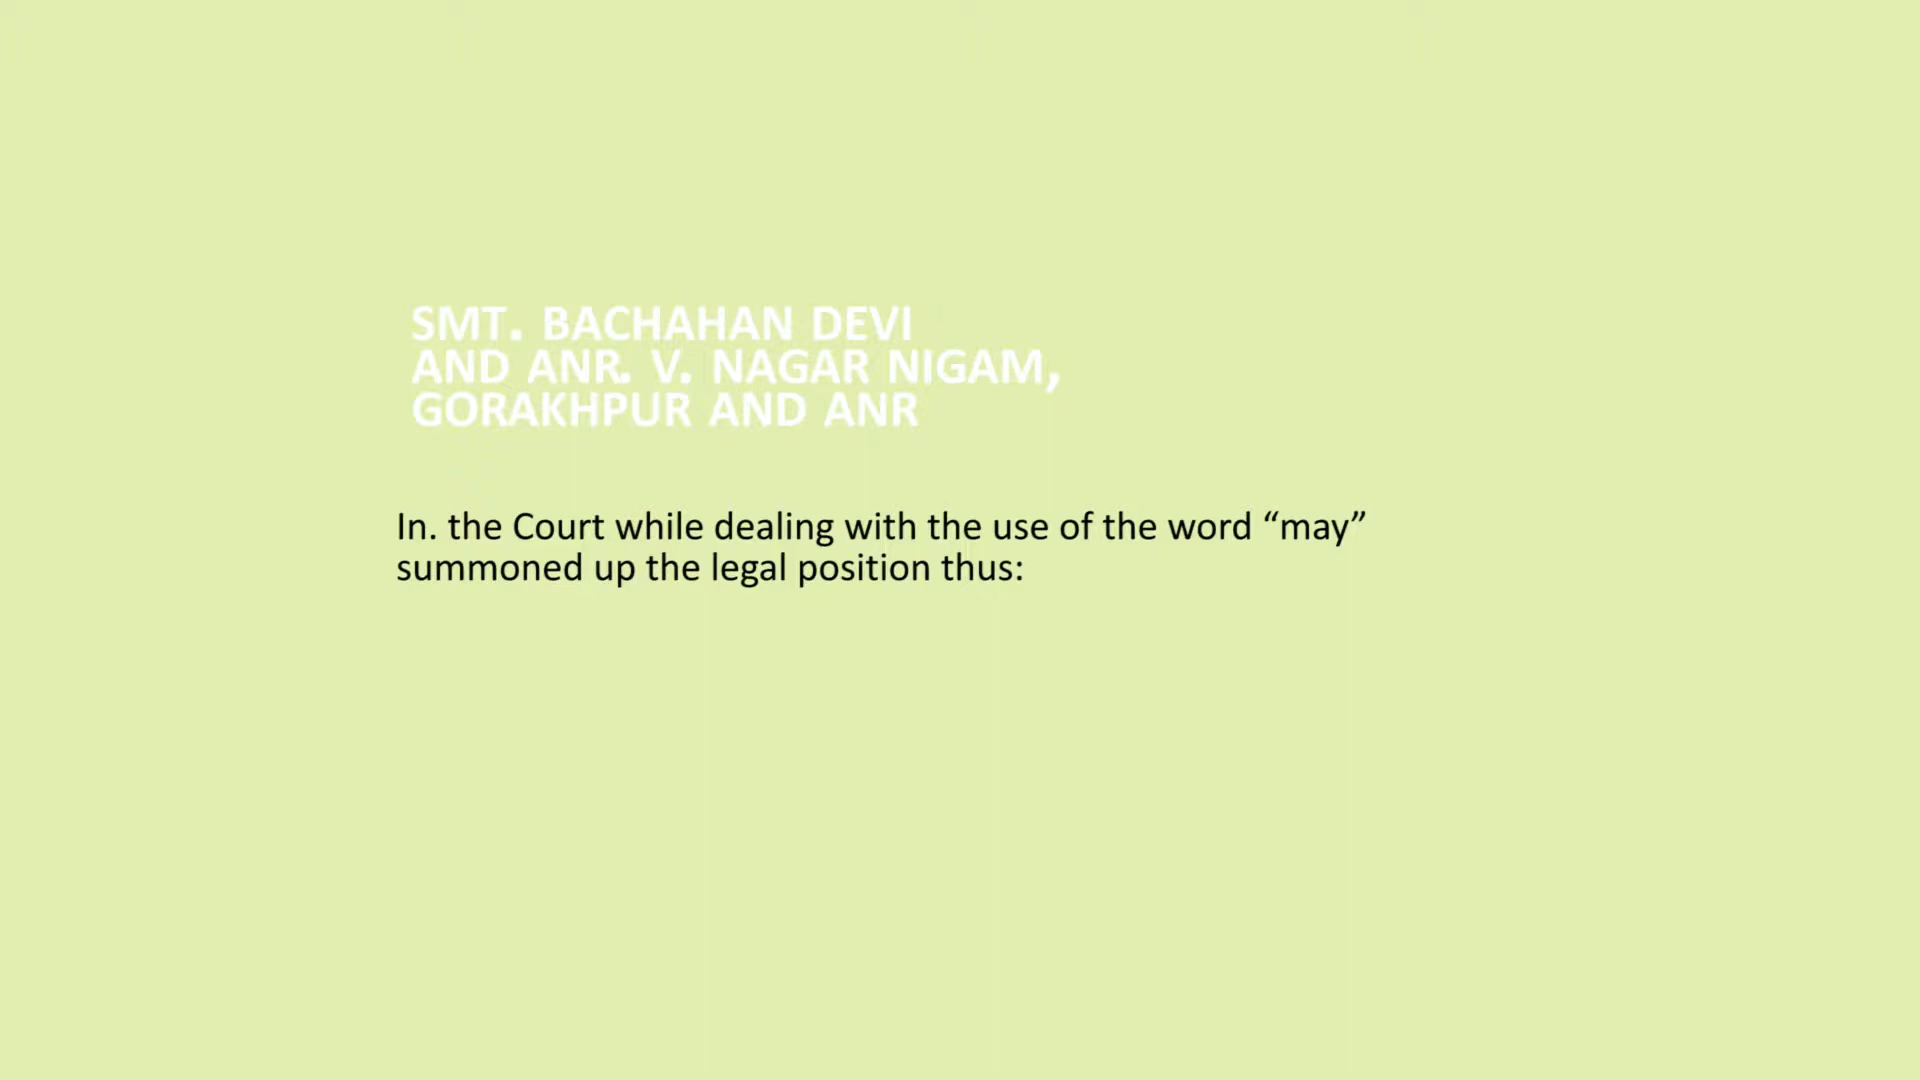 SMT. BACHAHAN DEVI
AND ANR. V. NAGAR NIGAM,
GORAKHPUR AND ANR
In. the Court while dealing with the use of the word “may”
summoned up the legal position thus: